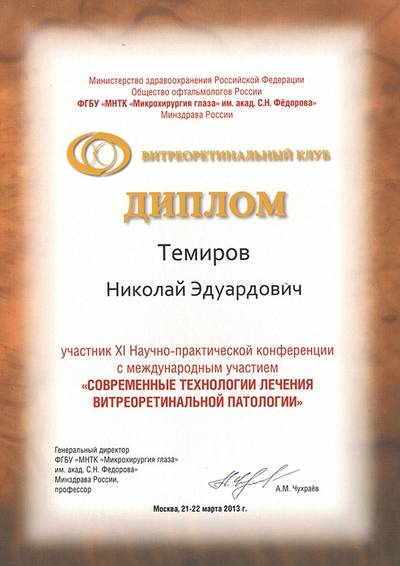 Министерство здравоохранения Российской Федерации
Общество офтальмологов России
ФГБУ «МНТК «Микрохирургия глаза» им. акад. С.Н. Фёдорова»
Минздрава России
ВИТРЕОРЕТИНАЛЬНЫЙ КЛУБ
ДИПЛОМ
Темиров
Николай Эдуардович
участник XI Научно-практической конференции
с международным участием
«СОВРЕМЕННЫЕ ТЕХНОЛОГИИ ЛЕЧЕНИЯ
ВИТРЕОРЕТИНАЛЬНОЙ ПАТОЛОГИИ»
Генеральный директор
ФГБУ «МНТК «Микрохирургия глаза»
им. акад. С.Н. Федорова»
Минздрава России,
профессор
А.М. Чухраёв
Москва, 21-22 марта 2013 г.